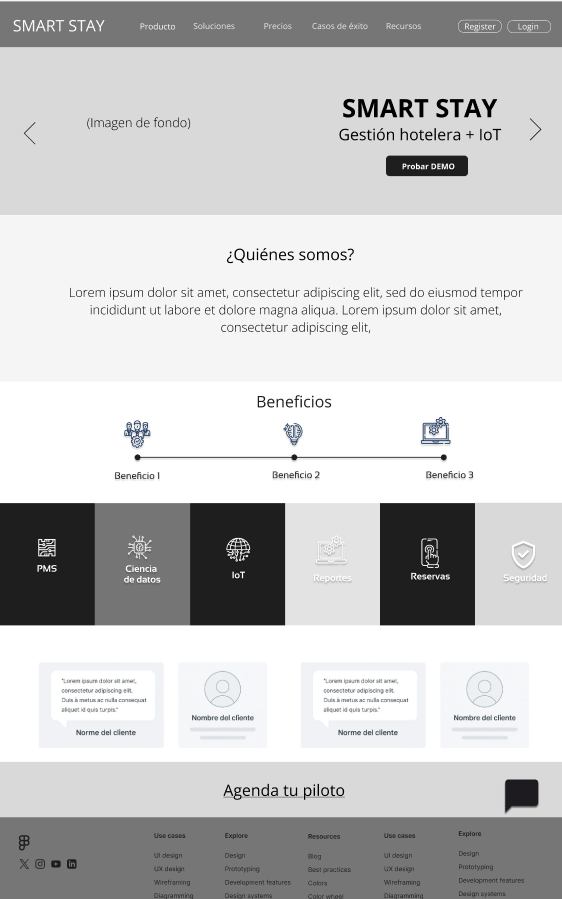 SMART STAY
Producto
Soluciones
Precios
Casos de éxito
Recursos
Register
Login
(Imagen de fondo)
SMART STAY
Gestión hotelera + IoT
Probar DEMO
¿Quiénes somos?
Lorem ipsum dolor sit amet, consectetur adipiscing elit, sed do eiusmod tempor
incididunt ut labore et dolore magna aliqua. Lorem ipsum dolor sit amet,
consectetur adipiscing elit,
Beneficios
Beneficio 1
Beneficio 2
Beneficio 3
PMS
Ciencia
de datos
IoT
Reportes
Reservas
Seguridad
"Lorem ipsum dolor sit amet,
consectetur adipiscing elit.
Duis à metus ac nulla consequat
aliquet id quis turpis."
Norme del cliente
Nombre del cliente
"Lorem ipsum dolor sit amet,
consectetur adipiscing elit.
Duis à metus ac nulla consequat
aliquet id quis turpis."
Norme del cliente
Nombre del cliente
Agenda tu piloto
Use cases
UI design
UX design
Wireframing
Diagramming
Explore
Design
Prototyping
Development features
Design systems
Resources
Blog
Best practices
Colors
Color wheel
Use cases
UI design
UX design
Wireframing
Diagramming
Explore
Design
Prototyping
Development features
Design systems